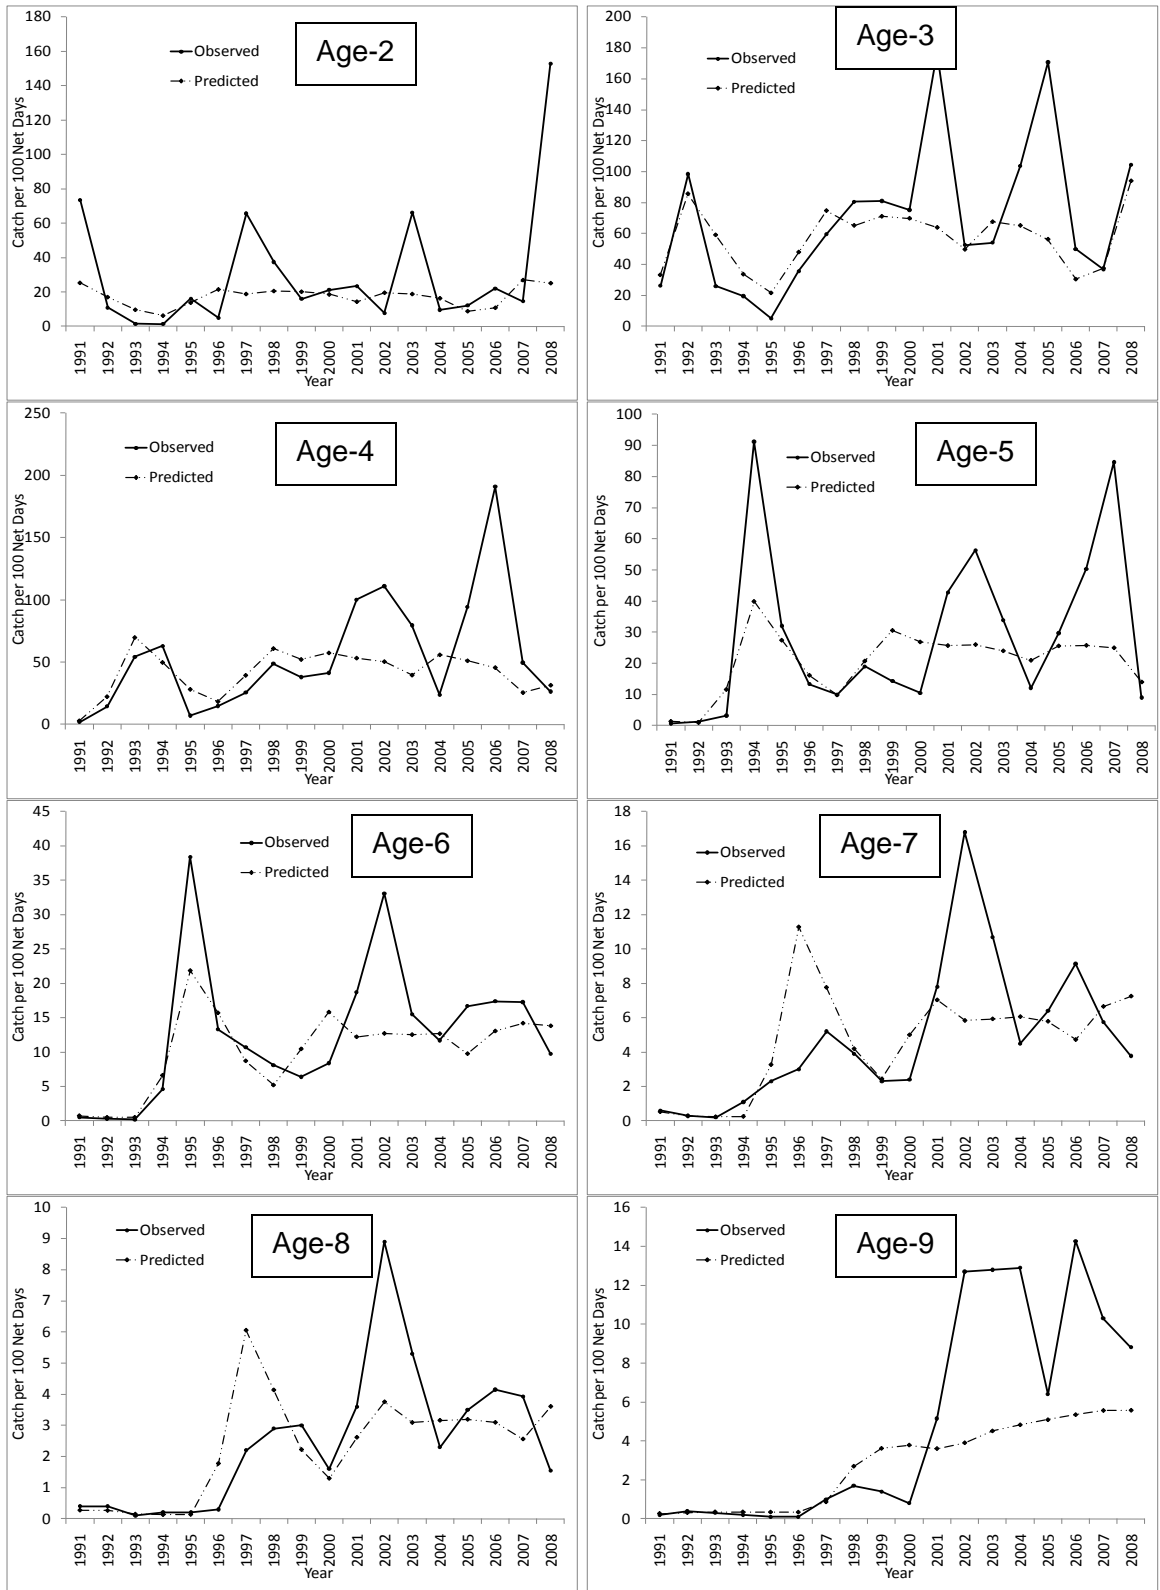 Age-2
Observed
Predicted
Catch per 100 Net Days
180
160
140
120
100
80
60
40
20
0
1991 1992 1993 1994 1995 1996 1997 1998 1999 2000 2001 2002 2003 2004 2005 2006 2007 2008
Year
Age-3
Observed
Predicted
Catch per 100 Net Days
200
180
160
140
120
100
80
60
40
20
0
1991 1992 1993 1994 1995 1996 1997 1998 1999 2000 2001 2002 2003 2004 2005 2006 2007 2008
Year
Age-4
Observed
Predicted
Catch per 100 Net Days
250
200
150
100
50
0
1991 1992 1993 1994 1995 1996 1997 1998 1999 2000 2001 2002 2003 2004 2005 2006 2007 2008
Year
Age-5
Observed
Predicted
Catch per 100 Net Days
100
90
80
70
60
50
40
30
20
10
0
1991 1992 1993 1994 1995 1996 1997 1998 1999 2000 2001 2002 2003 2004 2005 2006 2007 2008
Year
Age-6
Observed
Predicted
Catch per 100 Net Days
45
40
35
30
25
20
15
10
5
0
1991 1992 1993 1994 1995 1996 1997 1998 1999 2000 2001 2002 2003 2004 2005 2006 2007 2008
Year
Age-7
Observed
Predicted
Catch per 100 Net Days
18
16
14
12
10
8
6
4
2
0
1991 1992 1993 1994 1995 1996 1997 1998 1999 2000 2001 2002 2003 2004 2005 2006 2007 2008
Year
Age-8
Observed
Predicted
Catch per 100 Net Days
10
9
8
7
6
5
4
3
2
1
0
1991 1992 1993 1994 1995 1996 1997 1998 1999 2000 2001 2002 2003 2004 2005 2006 2007 2008
Year
Age-9
Observed
Predicted
Catch per 100 Net Days
16
14
12
10
8
6
4
2
0
1991 1992 1993 1994 1995 1996 1997 1998 1999 2000 2001 2002 2003 2004 2005 2006 2007 2008
Year